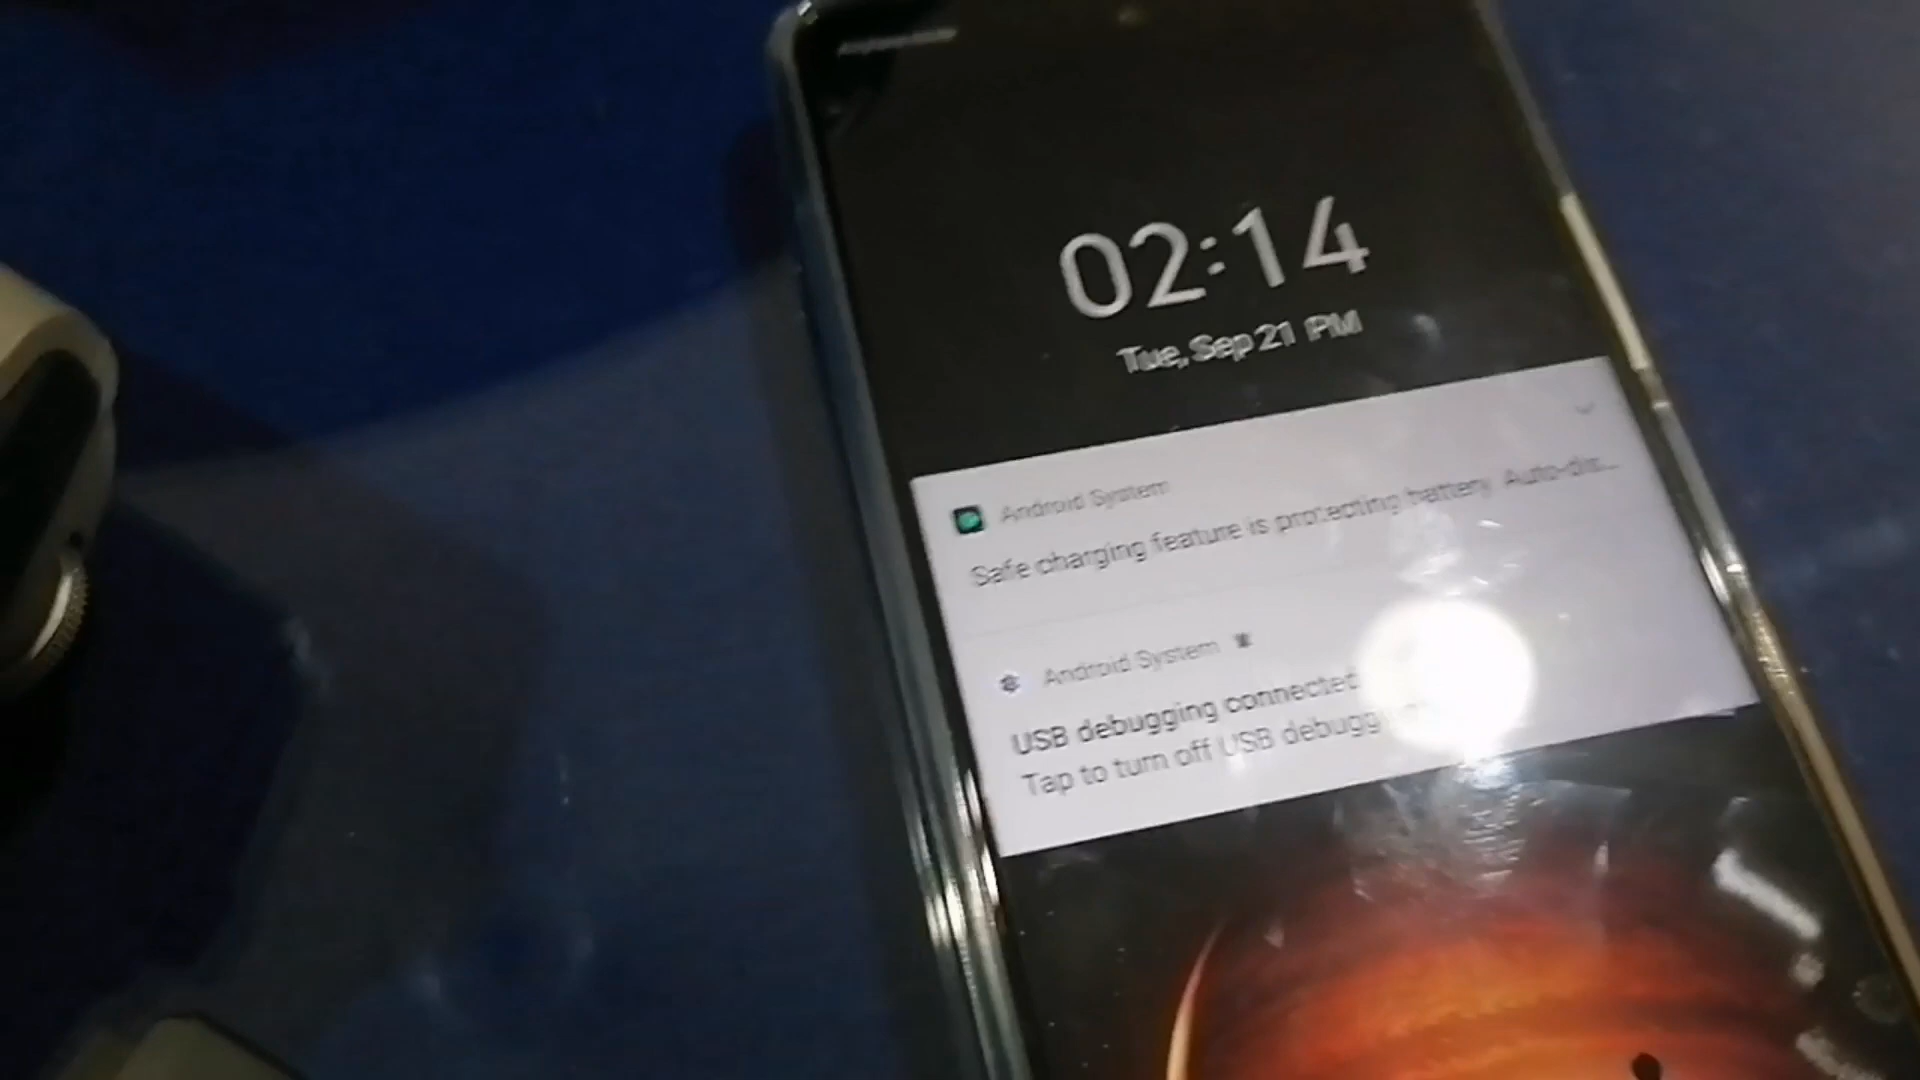 02:14
Tue, Sep 21 PM
Android System
Safe charging feature is protecting battery. Auto-dis...
Android System
USB debugging connected
Tap to turn off USB debugg